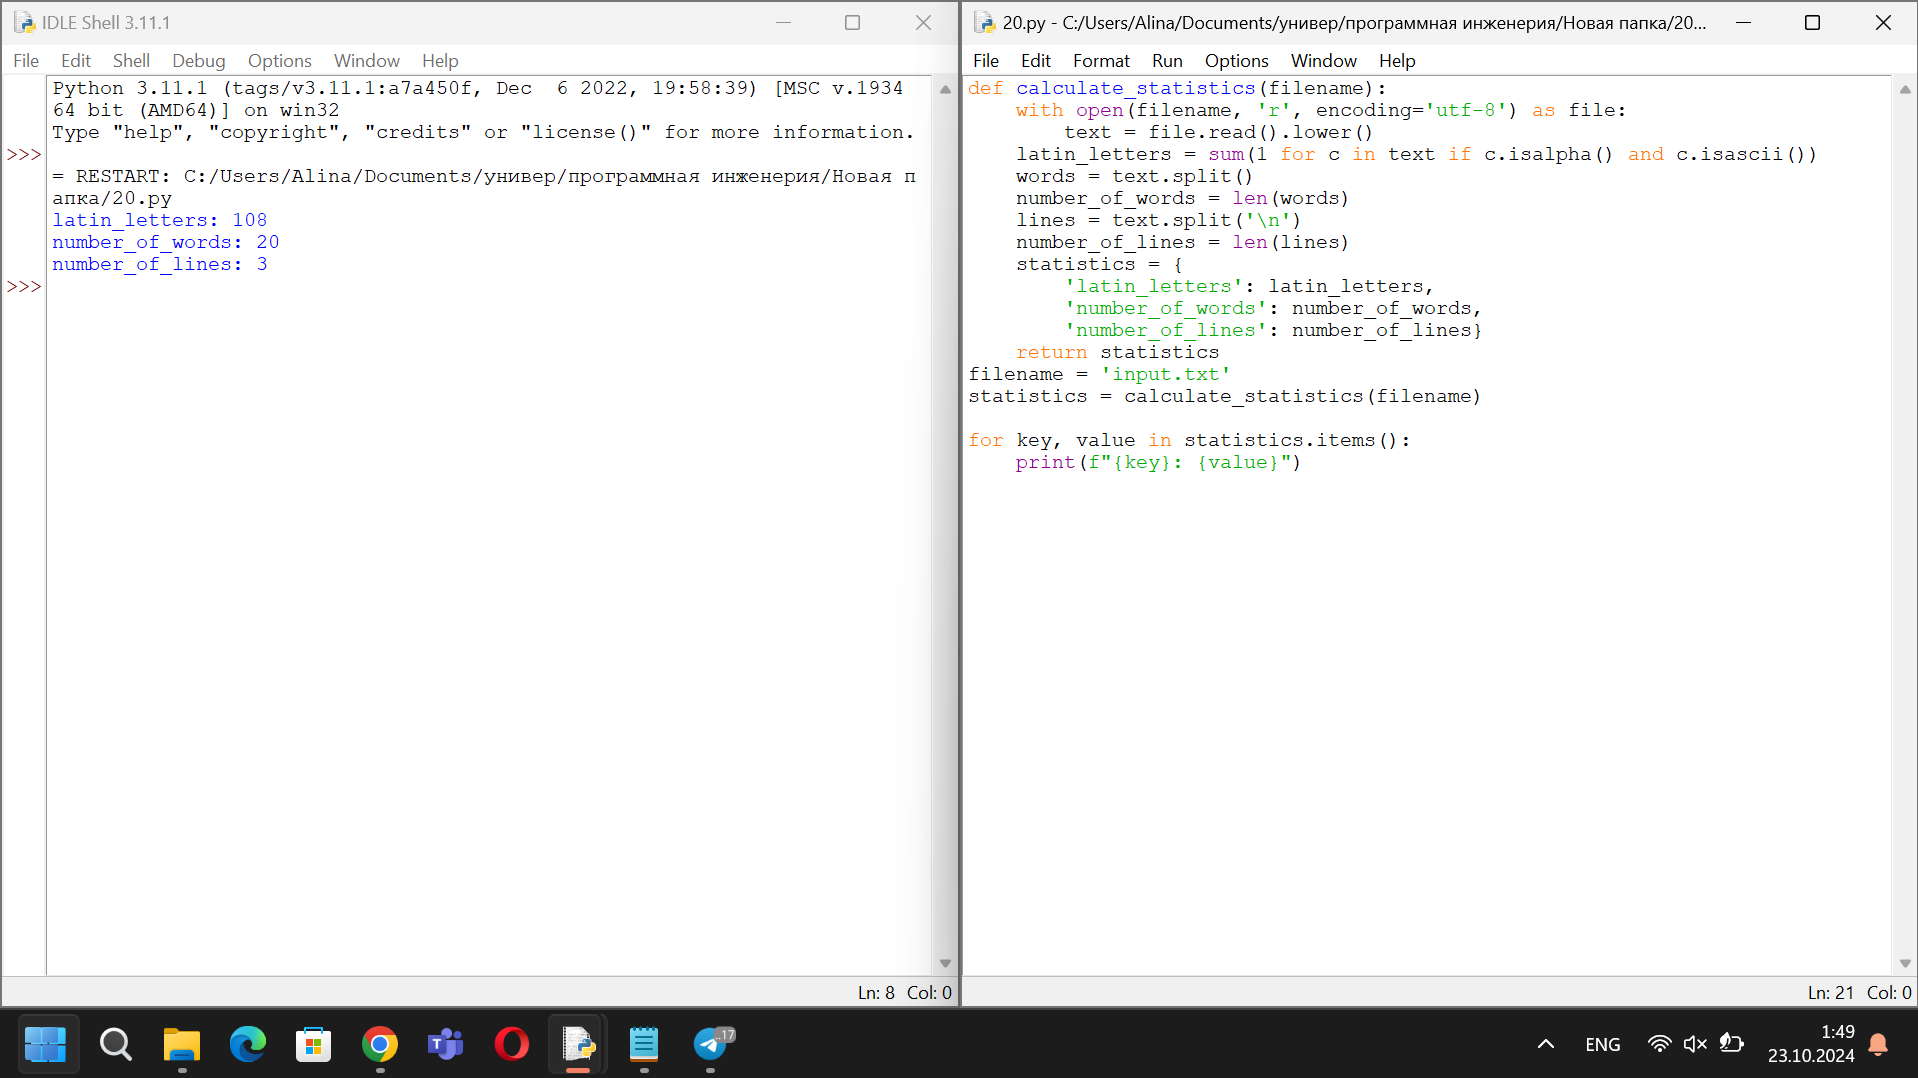 IDLE Shell 3.11.1
File Edit Shell Debug Options Window Help
Python 3.11.1 (tags/v3.11.1:a7a450f, Dec  6 2022, 19:58:39) [MSC v.1934
64 bit (AMD64)] on win32
Type "help", "copyright", "credits" or "license()" for more information.
>>>
= RESTART: C:/Users/Alina/Documents/универ/программная инженерия/Новая п
апка/20.py
latin_letters: 108
number_of_words: 20
number_of_lines: 3
>>>
Ln: 8 Col: 0
20.py - C:/Users/Alina/Documents/универ/программная инженерия/Новая папка/20...
File Edit Format Run Options Window Help
def calculate_statistics(filename):
    with open(filename, 'r', encoding='utf-8') as file:
        text = file.read().lower()
    latin_letters = sum(1 for c in text if c.isalpha() and c.isascii())
    words = text.split()
    number_of_words = len(words)
    lines = text.split('\n')
    number_of_lines = len(lines)
    statistics = {
        'latin_letters': latin_letters,
        'number_of_words': number_of_words,
        'number_of_lines': number_of_lines}
    return statistics
filename = 'input.txt'
statistics = calculate_statistics(filename)
for key, value in statistics.items():
    print(f"{key}: {value}")
Ln: 21 Col: 0
17
ENG
1:49
23.10.2024